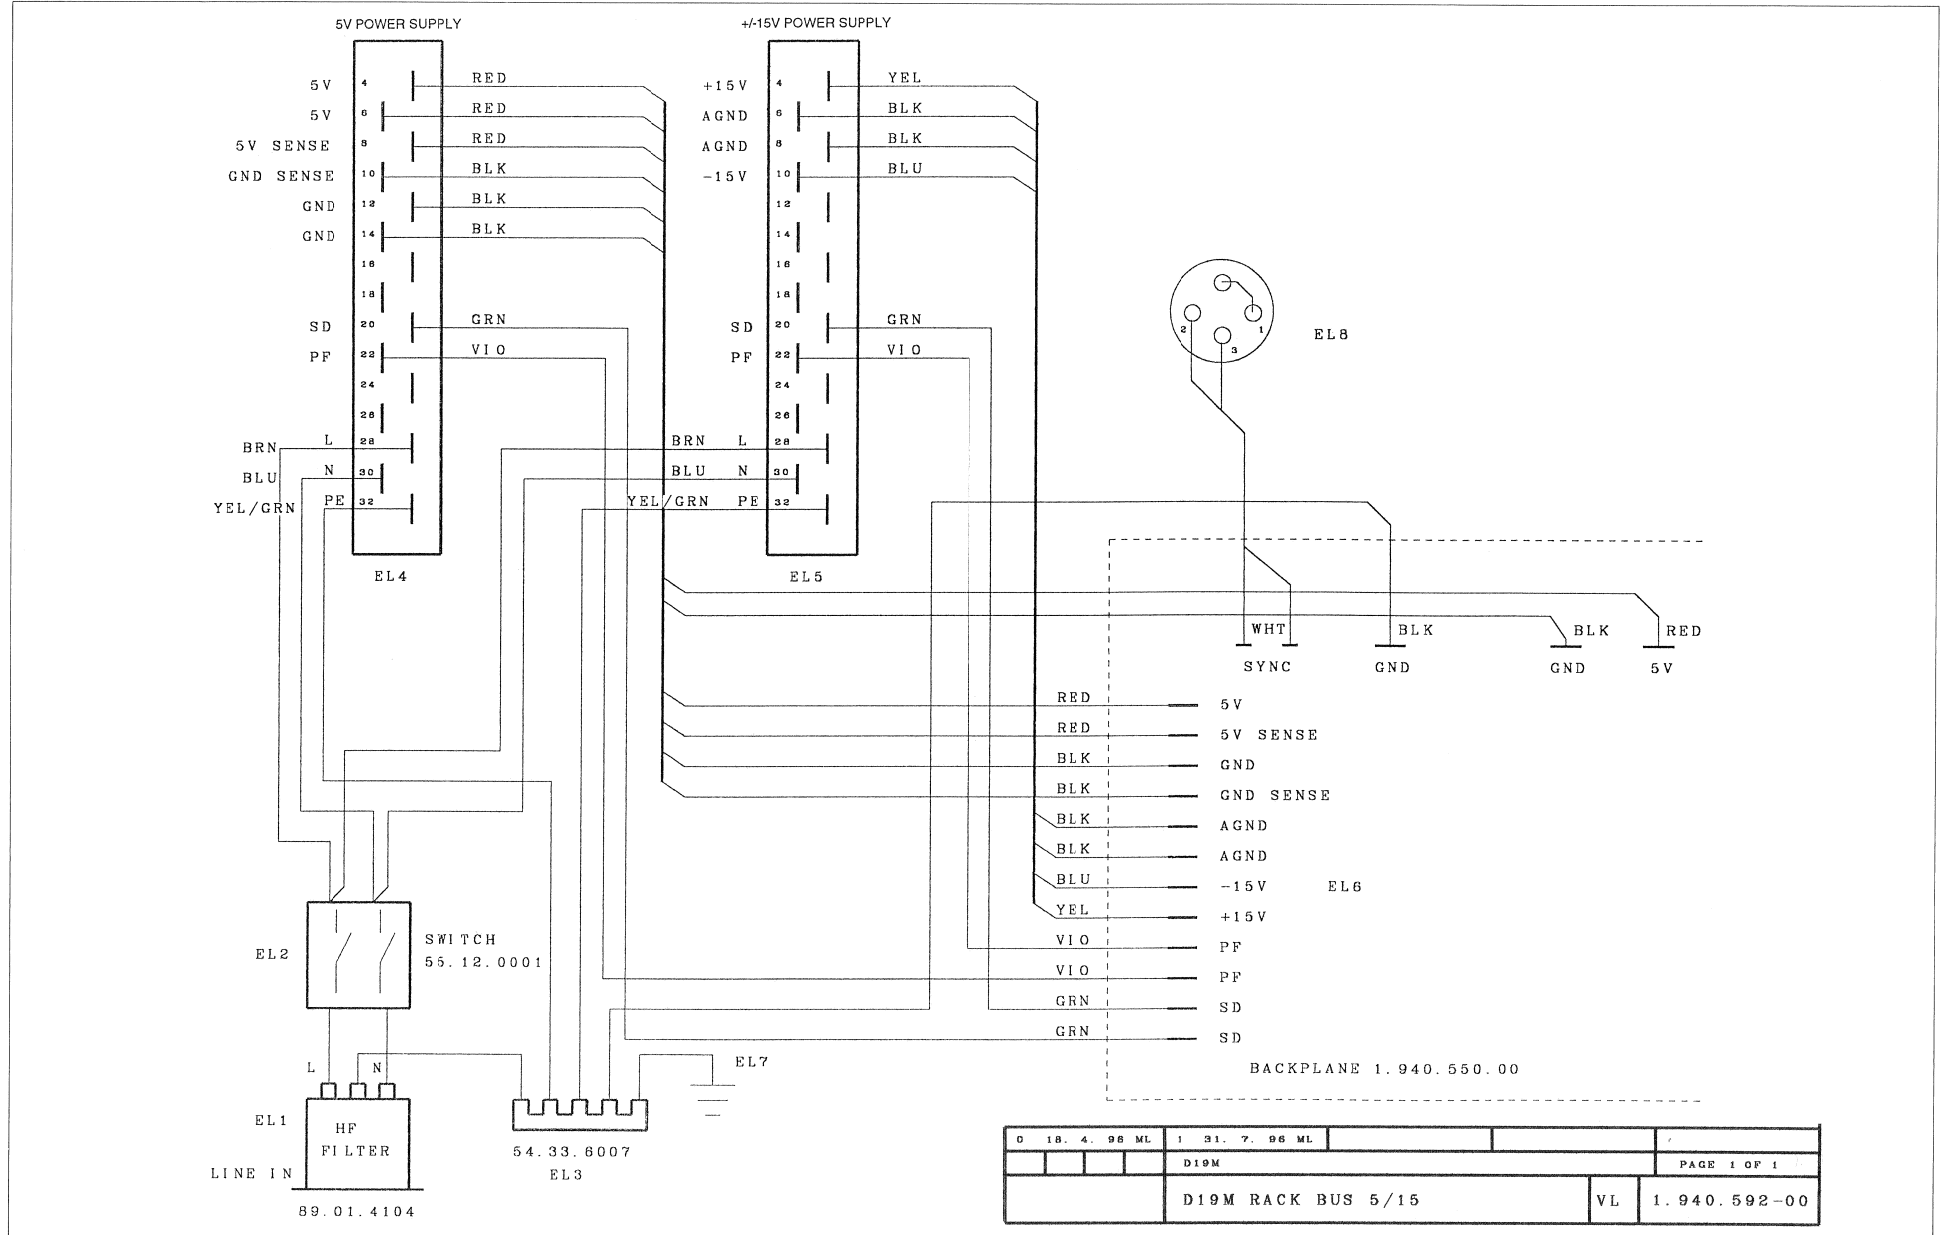 5V POWER SUPPLY
+/-15V POWER SUPPLY
5V 4 RED
5V 6 RED
5V SENSE 8 RED
GND SENSE 10 BLK
GND 12 BLK
GND 14 BLK
16
18
SD 20 GRN
PF 22 VIO
24
26
BRN L 28
BLU N 30
YEL/GRN PE 32
EL4
+15V 4 YEL
AGND 6 BLK
AGND 8 BLK
-15V 10 BLU
12
14
16
18
SD 20 GRN
PF 22 VIO
24
26
BRN L 28
BLU N 30
YEL/GRN PE 32
EL5
2
1
3
EL8
WHT
SYNC
BLK
GND
BLK
GND
RED
5V
RED 5V
RED 5V SENSE
BLK GND
BLK GND SENSE
BLK AGND
BLK AGND
BLU -15V EL6
YEL +15V
VIO PF
VIO PF
GRN SD
GRN SD
BACKPLANE 1.940.550.00
EL2
SWITCH
55.12.0001
L
N
EL1
HF
FILTER
LINE IN
89.01.4104
EL7
54.33.6007
EL3
0 18. 4. 96 ML 1 31. 7. 96 ML
D19M PAGE 1 OF 1
D19M RACK BUS 5/15 VL 1.940.592-00